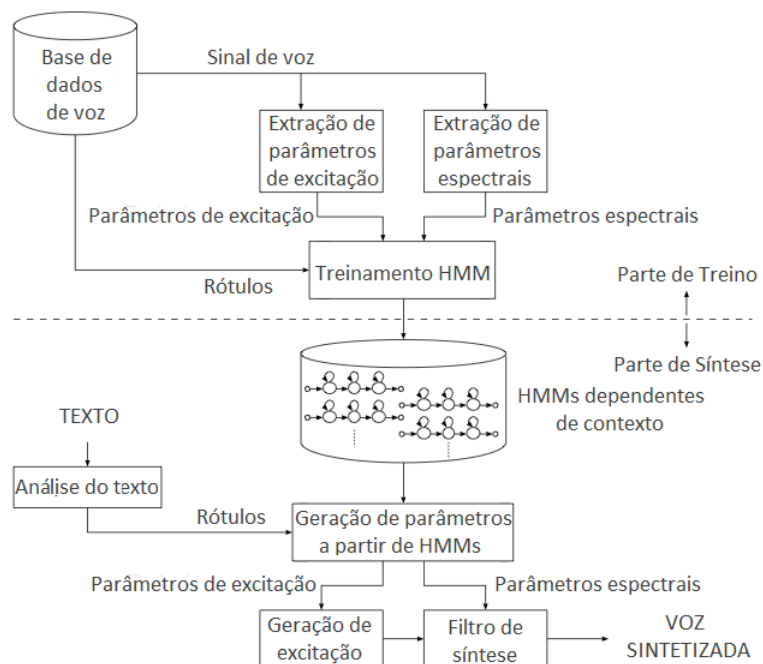 Base de
dados
de voz
Sinal de voz
Extração de
parâmetros
de excitação
Extração de
parâmetros
espectrais
Parâmetros de excitação
Parâmetros espectrais
Rótulos
Treinamento HMM
Parte de Treino
Parte de Síntese
HMMs dependentes
de contexto
TEXTO
Análise do texto
Rótulos
Geração de parâmetros
a partir de HMMs
Parâmetros de excitação
Parâmetros espectrais
Geração de
excitação
Filtro de
síntese
VOZ
SINTETIZADA